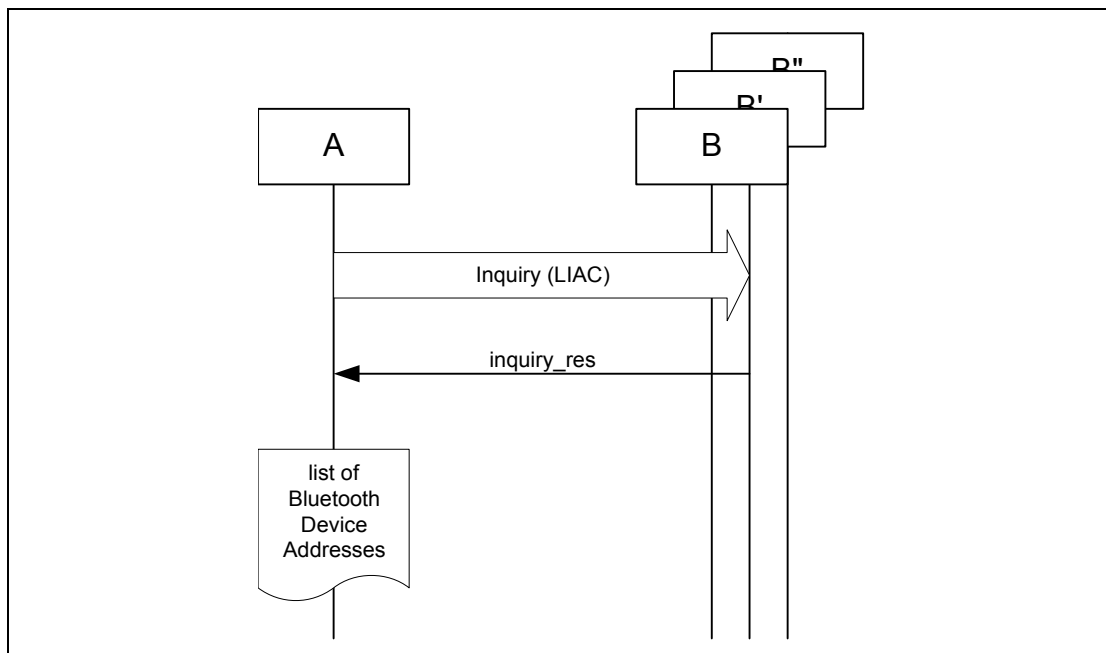 B"
B'
A
B
Inquiry (LIAC)
inquiry_res
list of
Bluetooth
Device
Addresses